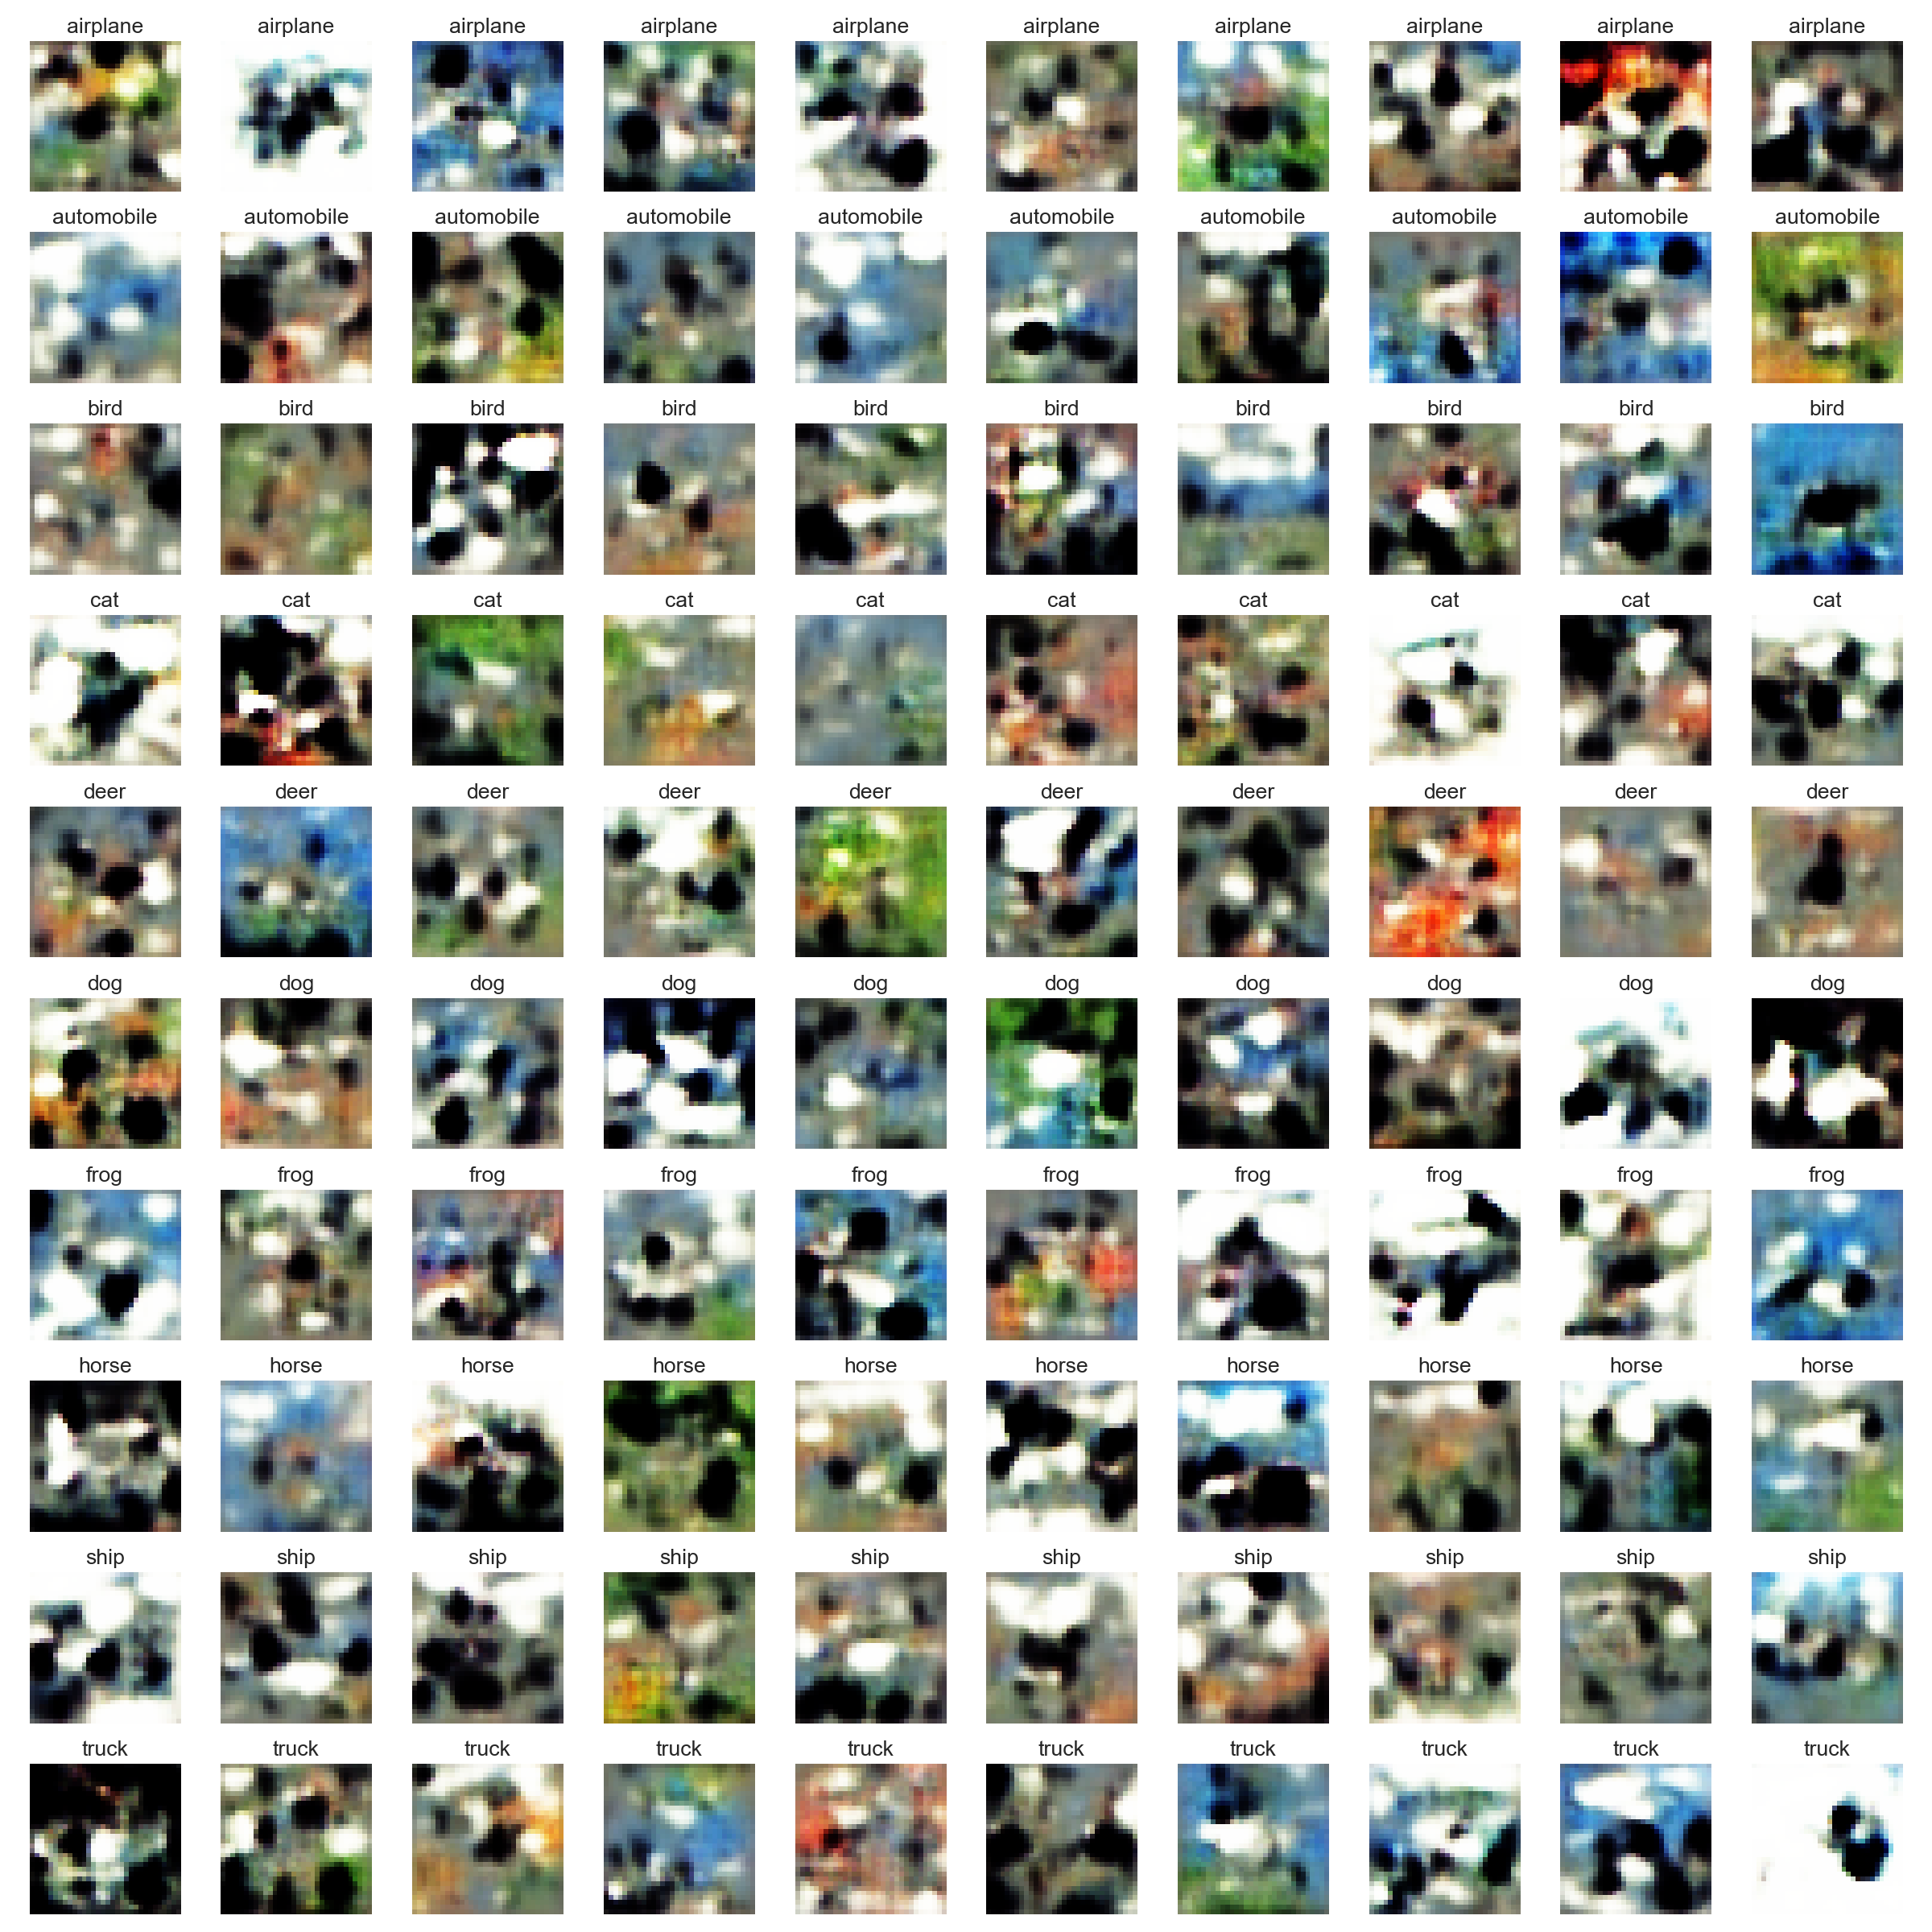 airplane airplane airplane airplane airplane airplane airplane airplane airplane airplane
automobile automobile automobile automobile automobile automobile automobile automobile automobile automobile
bird bird bird bird bird bird bird bird bird bird
cat cat cat cat cat cat cat cat cat cat
deer deer deer deer deer deer deer deer deer deer
dog dog dog dog dog dog dog dog dog dog
frog frog frog frog frog frog frog frog frog frog
horse horse horse horse horse horse horse horse horse horse
ship ship ship ship ship ship ship ship ship ship
truck truck truck truck truck truck truck truck truck truck